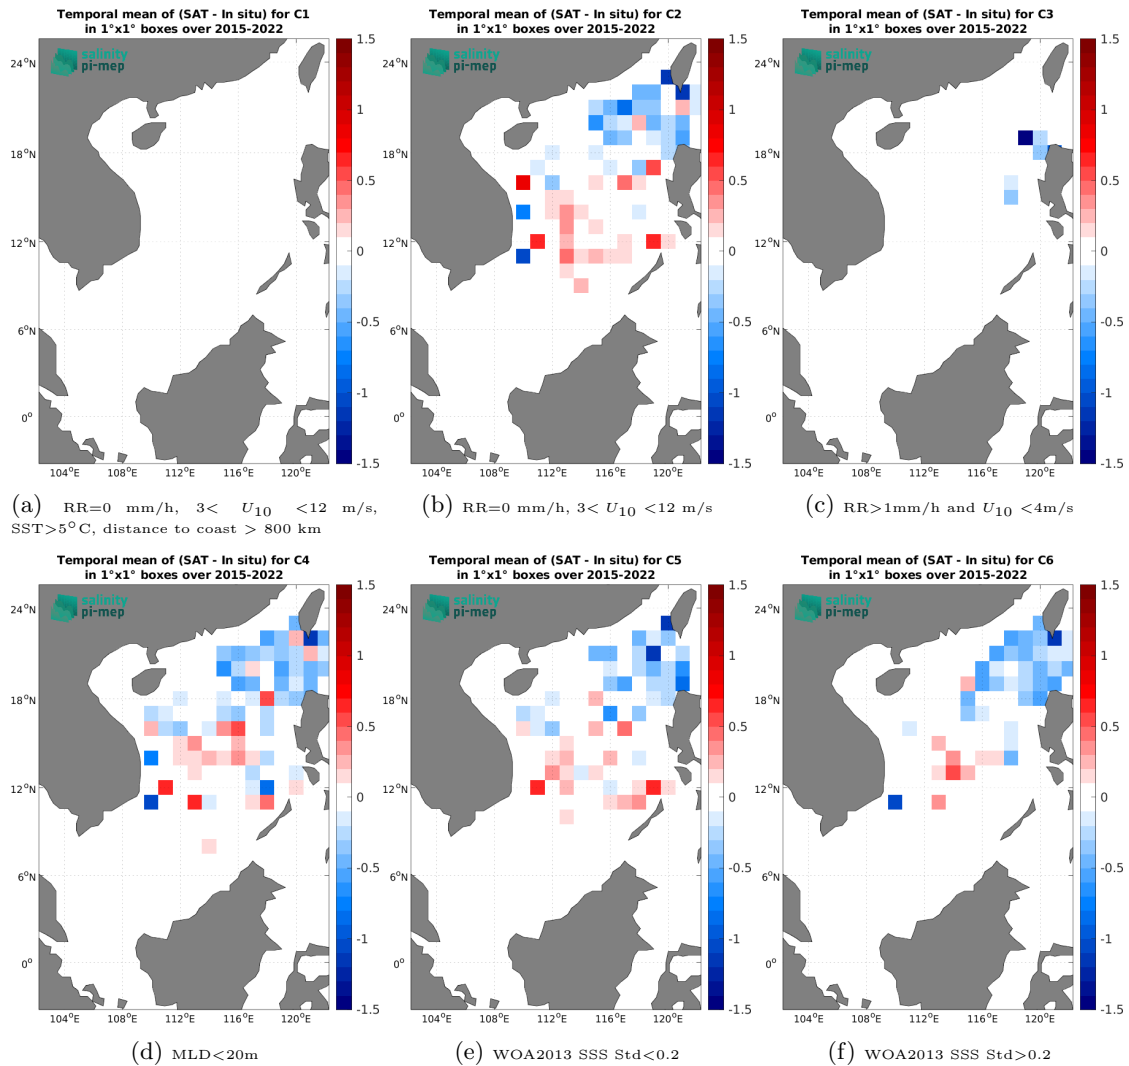 Temporal mean of (SAT - In situ) for C1
in 1°x1° boxes over 2015-2022
salinity
pi-mep
24°N
18°N
12°N
6°N
0°
104°E 108°E 112°E 116°E 120°E
1.5
1
0.5
0
-0.5
-1
-1.5
(a) RR=0 mm/h, 3< U10 <12 m/s,
SST>5°C, distance to coast > 800 km
Temporal mean of (SAT - In situ) for C2
in 1°x1° boxes over 2015-2022
salinity
pi-mep
24°N
18°N
12°N
6°N
0°
104°E 108°E 112°E 116°E 120°E
1.5
1
0.5
0
-0.5
-1
-1.5
(b) RR=0 mm/h, 3< U10 <12 m/s
Temporal mean of (SAT - In situ) for C3
in 1°x1° boxes over 2015-2022
salinity
pi-mep
24°N
18°N
12°N
6°N
0°
104°E 108°E 112°E 116°E 120°E
1.5
1
0.5
0
-0.5
-1
-1.5
(c) RR>1mm/h and U10 <4m/s
Temporal mean of (SAT - In situ) for C4
in 1°x1° boxes over 2015-2022
salinity
pi-mep
24°N
18°N
12°N
6°N
0°
104°E 108°E 112°E 116°E 120°E
1.5
1
0.5
0
-0.5
-1
-1.5
(d) MLD<20m
Temporal mean of (SAT - In situ) for C5
in 1°x1° boxes over 2015-2022
salinity
pi-mep
24°N
18°N
12°N
6°N
0°
104°E 108°E 112°E 116°E 120°E
1.5
1
0.5
0
-0.5
-1
-1.5
(e) WOA2013 SSS Std<0.2
Temporal mean of (SAT - In situ) for C6
in 1°x1° boxes over 2015-2022
salinity
pi-mep
24°N
18°N
12°N
6°N
0°
104°E 108°E 112°E 116°E 120°E
1.5
1
0.5
0
-0.5
-1
-1.5
(f) WOA2013 SSS Std>0.2